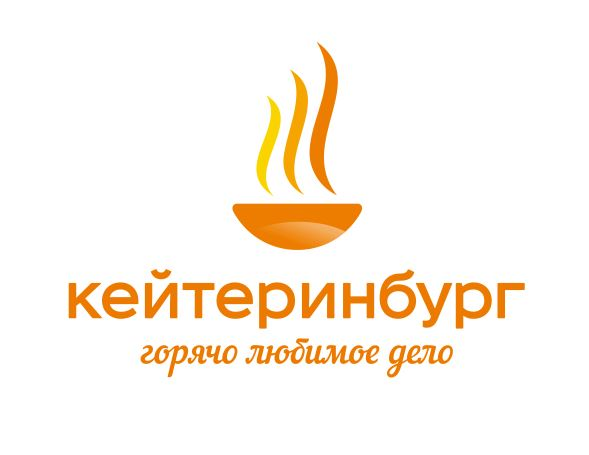 кейтеринбург
горячо любимое дело